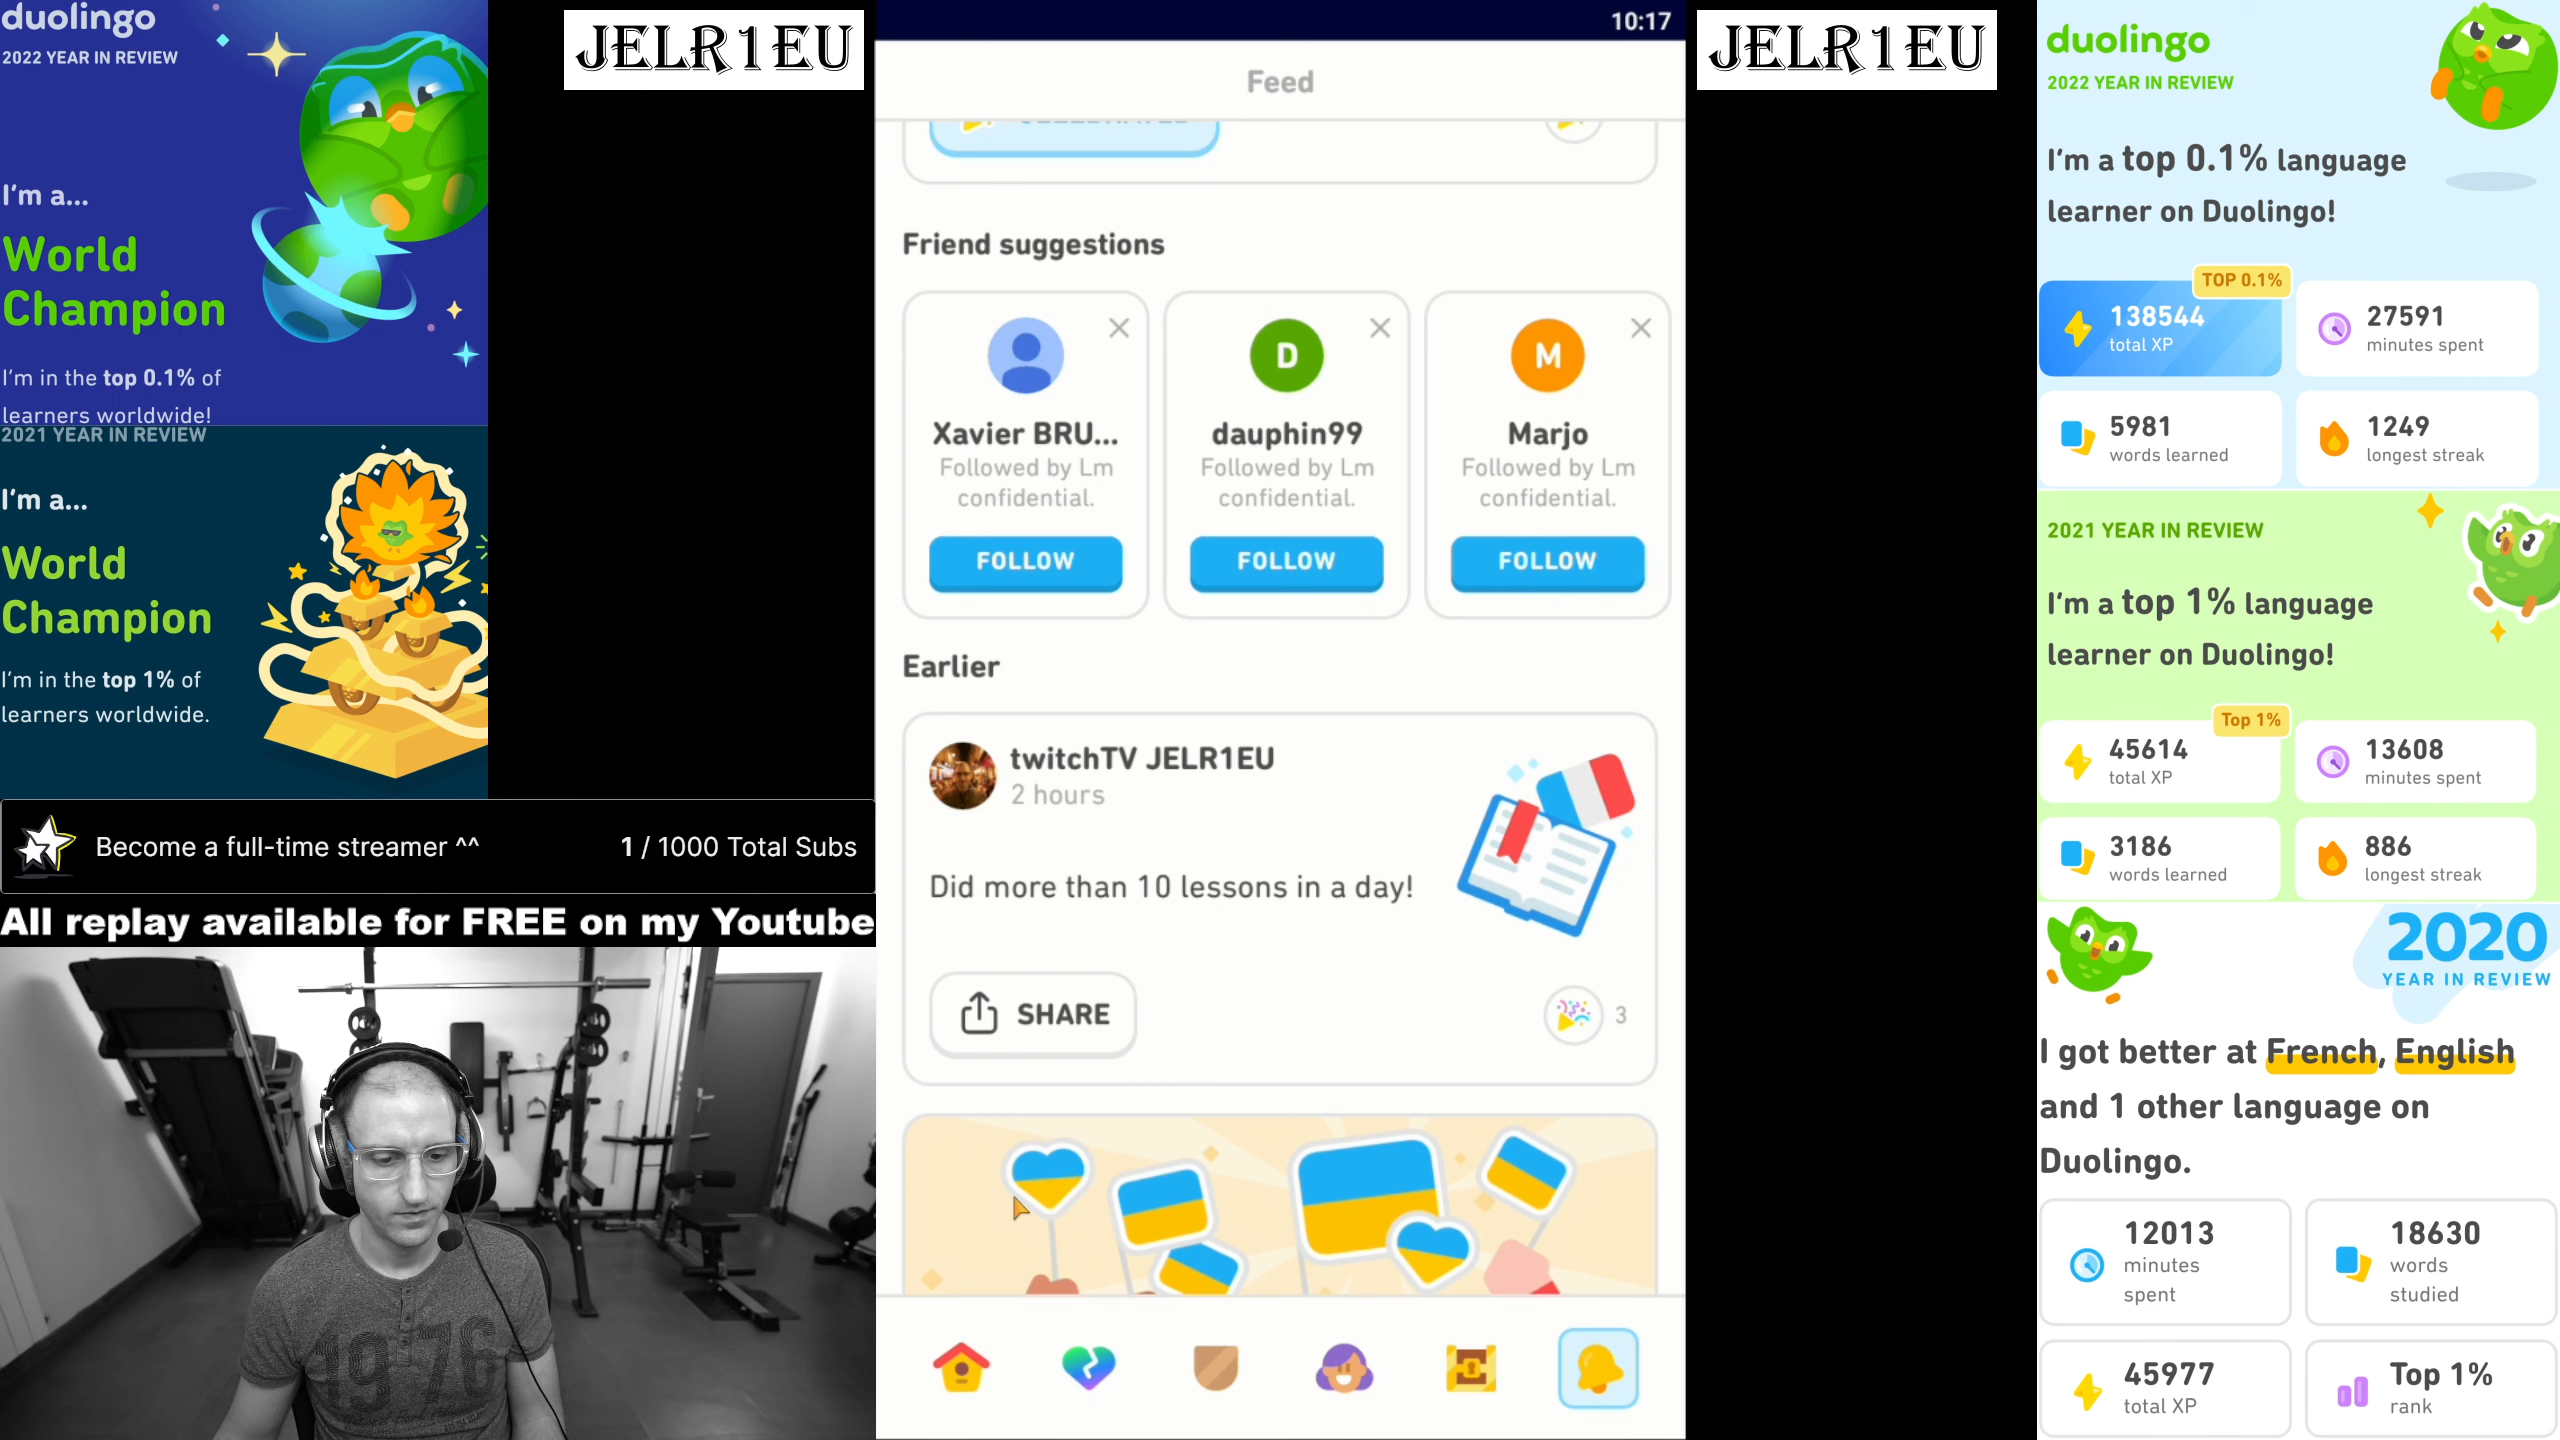 duolingo
2022 YEAR IN REVIEW
I'm a...
World
Champion
I'm in the top 0.1% of
learners worldwide!
2021 YEAR IN REVIEW
I'm a...
World
Champion
I'm in the top 1% of
learners worldwide.
JELR1EU
Become a full-time streamer ^^
1 / 1000 Total Subs
All replay available for FREE on my Youtube
1976
10:17
Feed
Friend suggestions
Xavier BRU...
Followed by Lm
confidential.
FOLLOW
D
dauphin99
Followed by Lm
confidential.
FOLLOW
M
Marjo
Followed by Lm
confidential.
FOLLOW
Earlier
twitchTV JELR1EU
2 hours
Did more than 10 lessons in a day!
SHARE
3
JELR1EU
duolingo
2022 YEAR IN REVIEW
I'm a top 0.1% language
learner on Duolingo!
TOP 0.1%
138544
total XP
27591
minutes spent
5981
words learned
1249
longest streak
2021 YEAR IN REVIEW
I'm a top 1% language
learner on Duolingo!
Top 1%
45614
total XP
13608
minutes spent
3186
words learned
886
longest streak
2020
YEAR IN REVIEW
I got better at French, English
and 1 other language on
Duolingo.
12013
minutes
spent
18630
words
studied
45977
total XP
Top 1%
rank